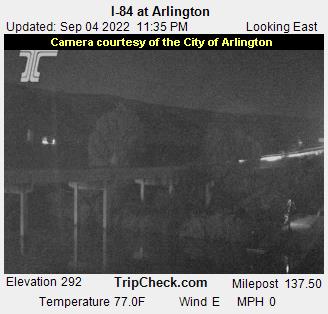 I-84 at Arlington
Updated: Sep 04 2022 11:35 PM Looking East
Camera courtesy of the City of Arlington
Elevation 292 TripCheck.com Milepost 137.50
Temperature 77.0F Wind E MPH 0